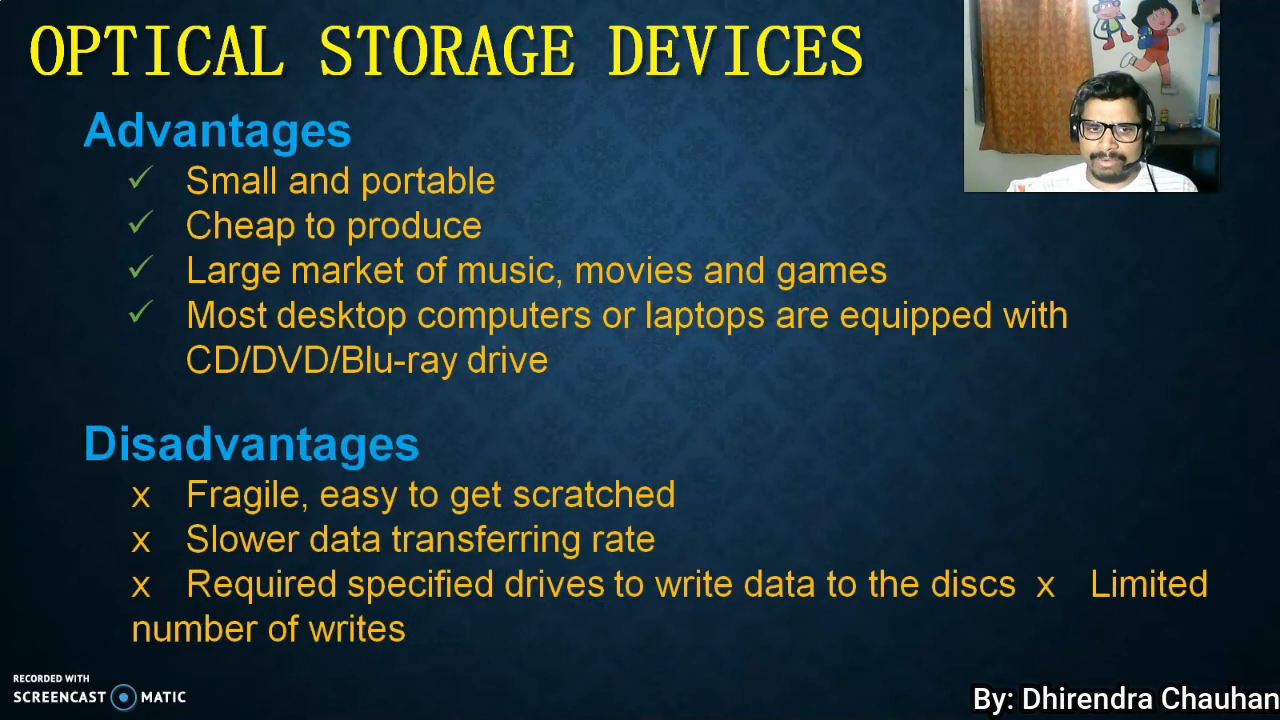 OPTICAL STORAGE DEVICES
Advantages
✓ Small and portable
✓ Cheap to produce
✓ Large market of music, movies and games
✓ Most desktop computers or laptops are equipped with
CD/DVD/Blu-ray drive
Disadvantages
x Fragile, easy to get scratched
x Slower data transferring rate
x Required specified drives to write data to the discs x Limited
number of writes
RECORDED WITH
SCREENCAST MATIC
By: Dhirendra Chauhan